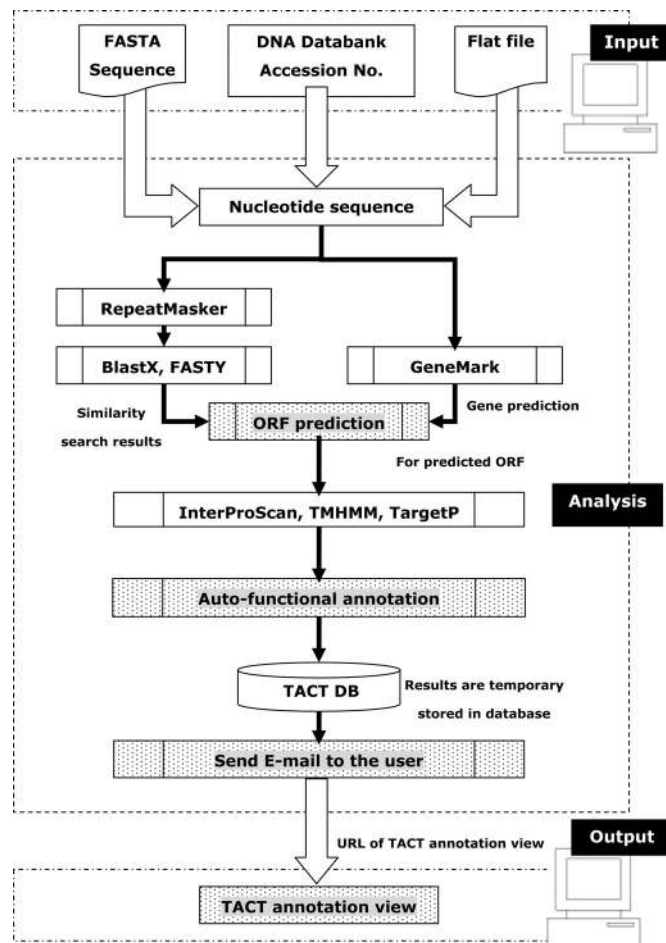 FASTA
Sequence
DNA Databank
Accession No.
Flat file
Input
Nucleotide sequence
RepeatMasker
BlastX, FASTY
GeneMark
Similarity
search results
Gene prediction
ORF prediction
For predicted ORF
InterProScan, TMHMM, TargetP
Analysis
Auto-functional annotation
TACT DB
Results are temporary
stored in database
Send E-mail to the user
URL of TACT annotation view
Output
TACT annotation view